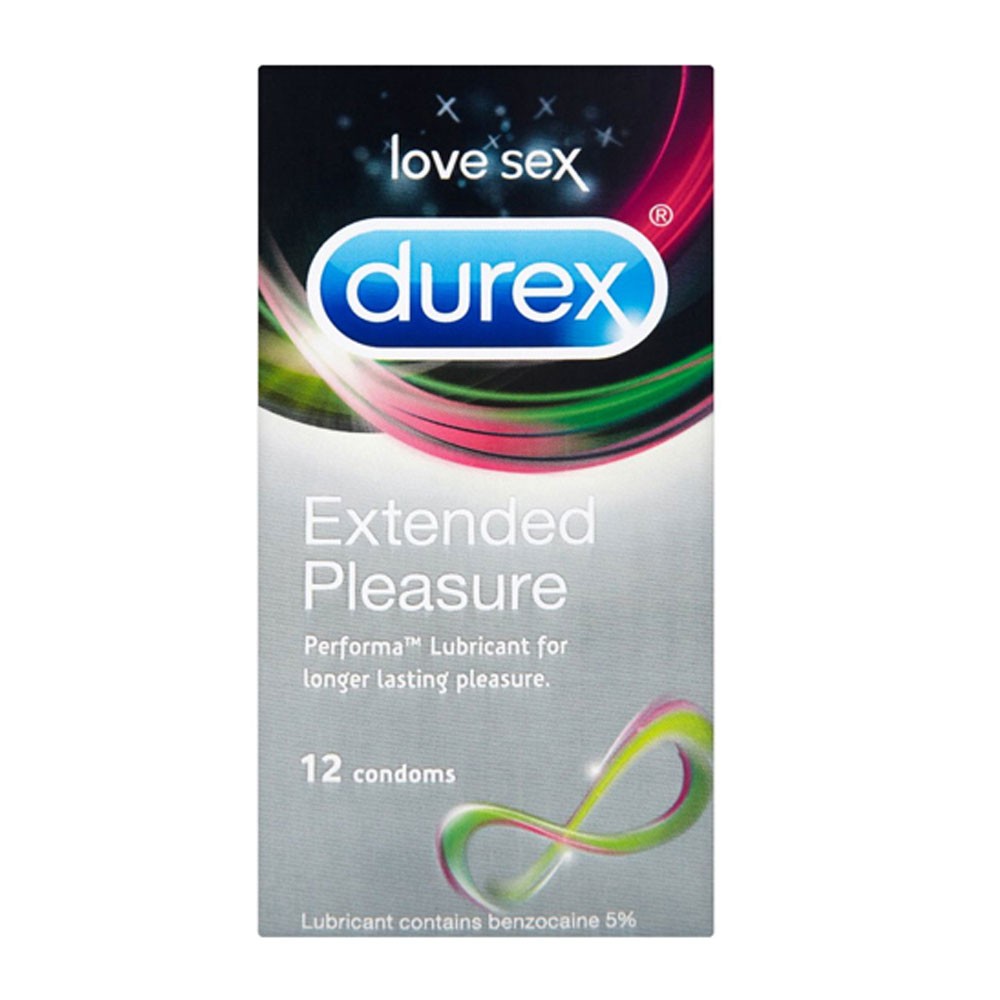 love sex
durex®
Extended
Pleasure
Performa™ Lubricant for
longer lasting pleasure.
12 condoms
Lubricant contains benzocaine 5%